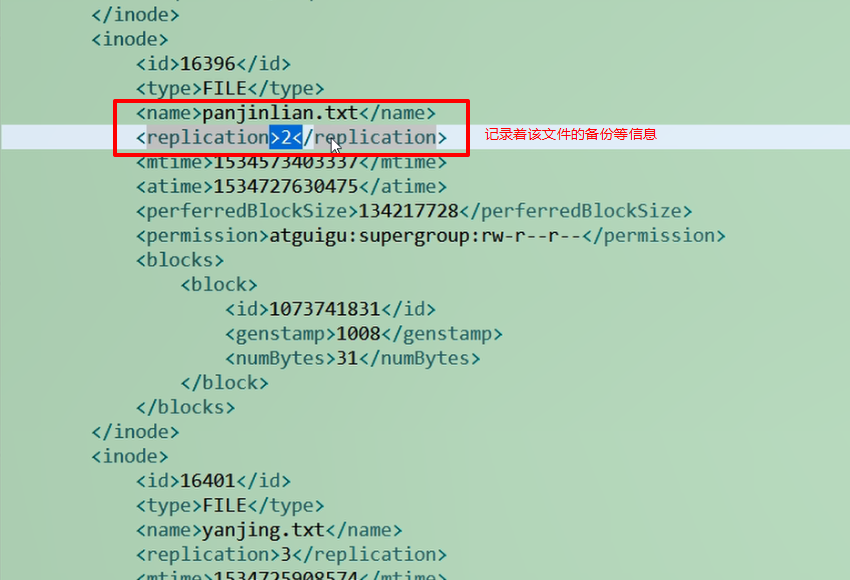 </inode>
<inode>
<id>16396</id>
<type>FILE</type>
<name>panjinlian.txt</name>
<replication>2</replication>
记录着该文件的备份等信息
<mtime>1534573403337</mtime>
<atime>1534727630475</atime>
<perferredBlockSize>134217728</perferredBlockSize>
<permission>atguigu:supergroup:rw-r--r--</permission>
<blocks>
<block>
<id>1073741831</id>
<genstamp>1008</genstamp>
<numBytes>31</numBytes>
</block>
</blocks>
</inode>
<inode>
<id>16401</id>
<type>FILE</type>
<name>yanjing.txt</name>
<replication>3</replication>
<mtime>1534725908574</mtime>